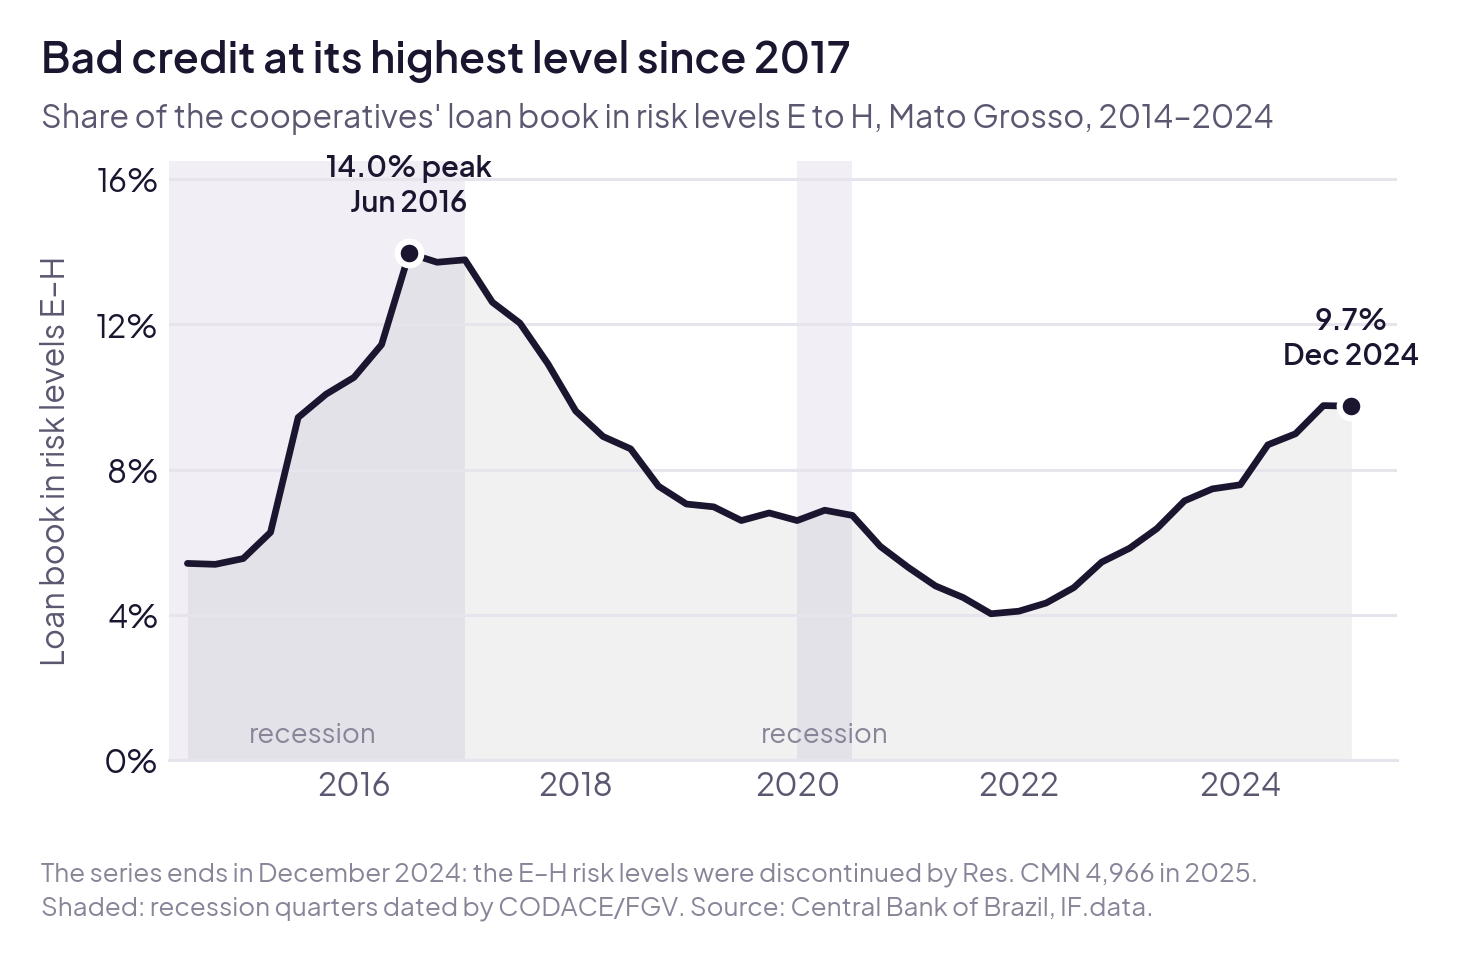 Bad credit at its highest level since 2017
Share of the cooperatives' loan book in risk levels E to H, Mato Grosso, 2014–2024
14.0% peak
Jun 2016
9.7%
Dec 2024
Loan book in risk levels E–H
16%
12%
8%
4%
0%
recession
recession
2016
2018
2020
2022
2024
The series ends in December 2024: the E–H risk levels were discontinued by Res. CMN 4,966 in 2025.
Shaded: recession quarters dated by CODACE/FGV. Source: Central Bank of Brazil, IF.data.